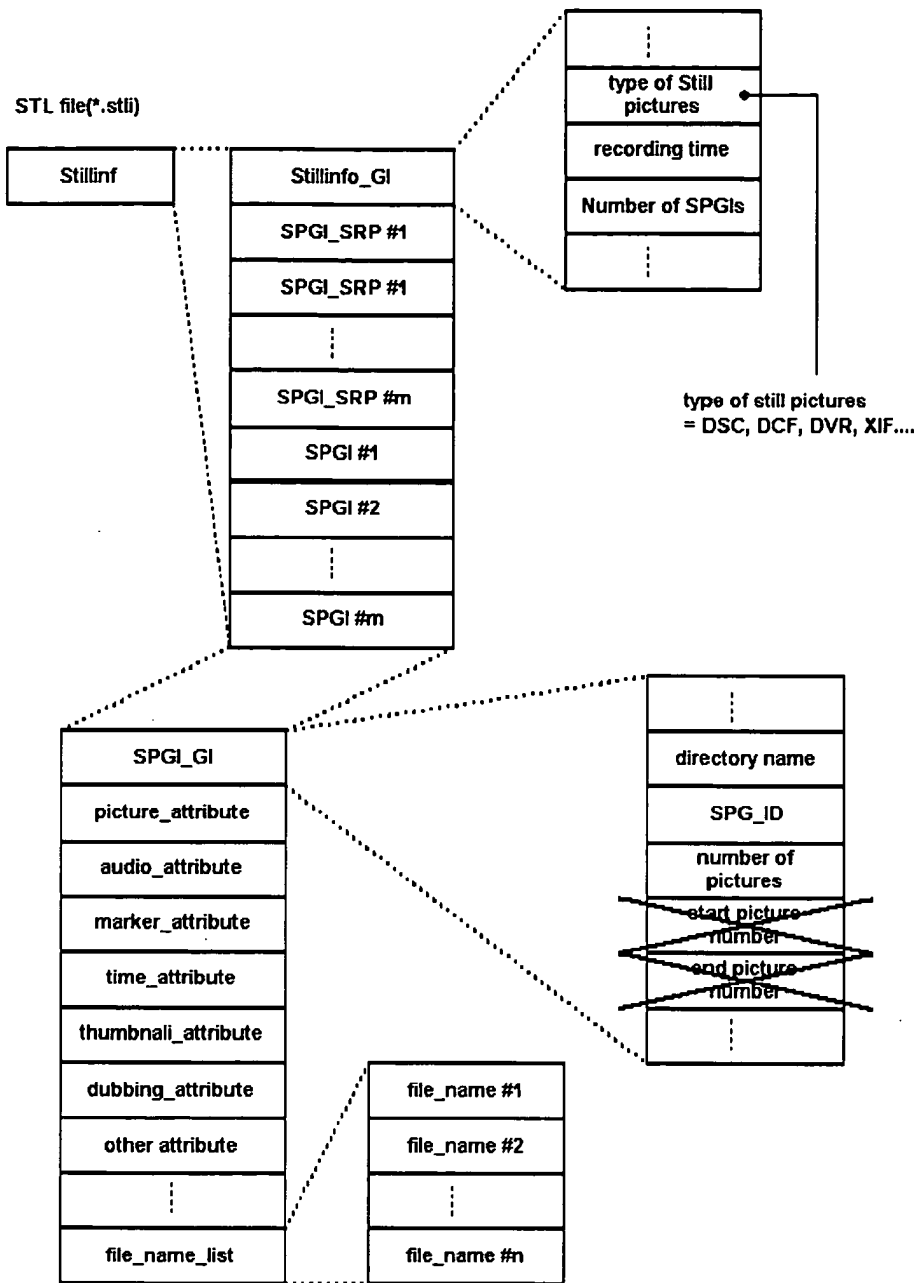 STL file(*.stli)
Stillinf
Stillinfo_GI
SPGI_SRP #1
SPGI_SRP #1
SPGI_SRP #m
SPGI #1
SPGI #2
SPGI #m
type of Still
pictures
recording time
Number of SPGIs
type of still pictures
= DSC, DCF, DVR, XIF....
SPGI_GI
picture_attribute
audio_attribute
marker_attribute
time_attribute
thumbnali_attribute
dubbing_attribute
other attribute
file_name_list
file_name #1
file_name #2
file_name #n
directory name
SPG_ID
number of
pictures
start picture
number
end picture
number